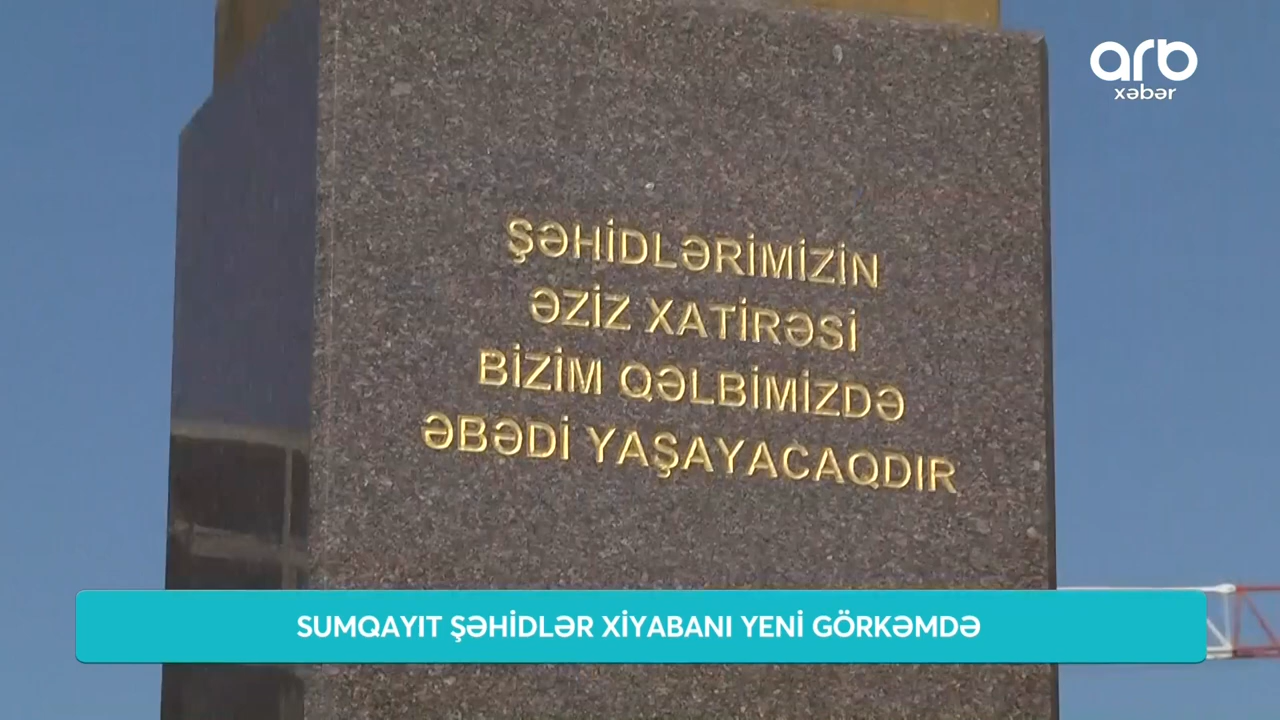 arb
xəbər
ŞƏHİDLƏRİMİZİN
ƏZİZ XATİRƏSİ
BİZİM QƏLBİMİZDƏ
ƏBƏDİ YAŞAYACAQDIR
SUMQAYIT ŞƏHİDLƏR XİYABANI YENİ GÖRKƏMDƏ